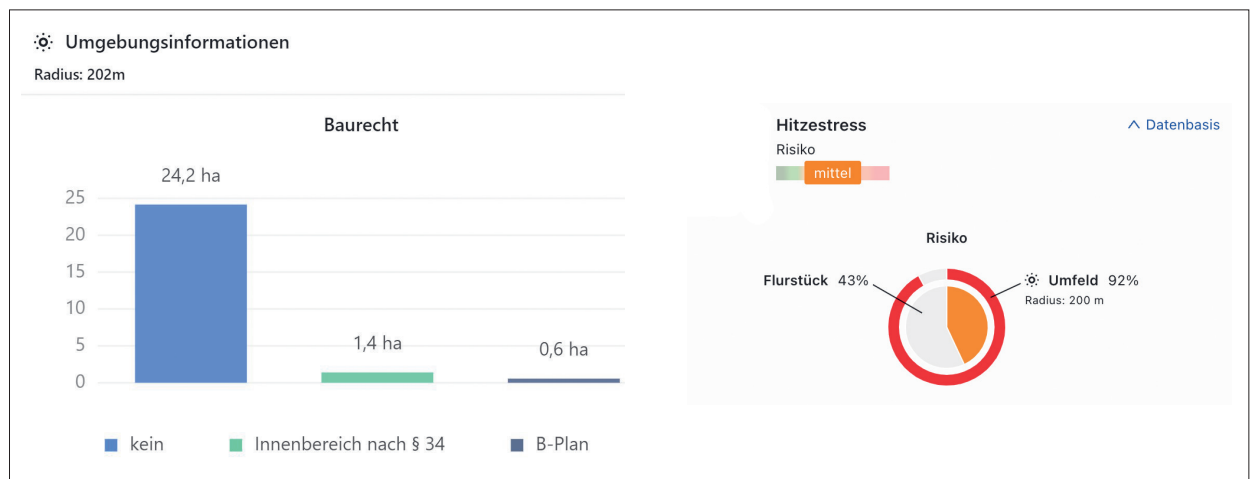 Umgebungsinformationen
Radius: 202m
Baurecht
24,2 ha
25
20
15
10
5
0
1,4 ha
0,6 ha
kein
Innenbereich nach § 34
B-Plan
Hitzestress
Datenbasis
Risiko
mittel
Risiko
Flurstück 43%
Umfeld 92%
Radius: 200 m